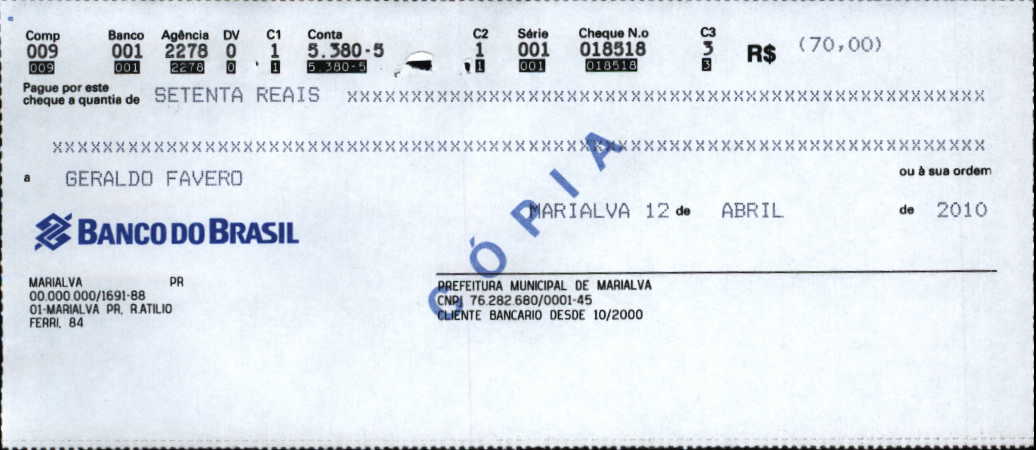 Comp Banco Agência DV C1 Conta C2 Série Cheque N.o C3
009 001 2278 0 1 5.380-5 1 001 018518 3 R$ (70,00)
009 001 2278 0 1 5.380-5 1 001 018518 3
Pague por este
cheque a quantia de SETENTA REAIS XXXXXXXXXXXXXXXXXXXXXXXXXXXXXXXXXXXXXXXXXXXXXXXXXXXXXXXXXXX
XXXXXXXXXXXXXXXXXXXXXXXXXXXXXXXXXXXXXXXXXXXXXXXXXXXXXXXXXXXXXXXXXXXXXXXXXXXXXXXXXXXXXX
ou à sua ordem
a GERALDO FAVERO
MARIALVA 12 de ABRIL de 2010
BANCO DO BRASIL
CÓPIA
MARIALVA PR
00.000.000/1691-88
01-MARIALVA PR, R.ATILIO
FERRI, 84
PREFEITURA MUNICIPAL DE MARIALVA
CNPJ 76.282.680/0001-45
CLIENTE BANCARIO DESDE 10/2000